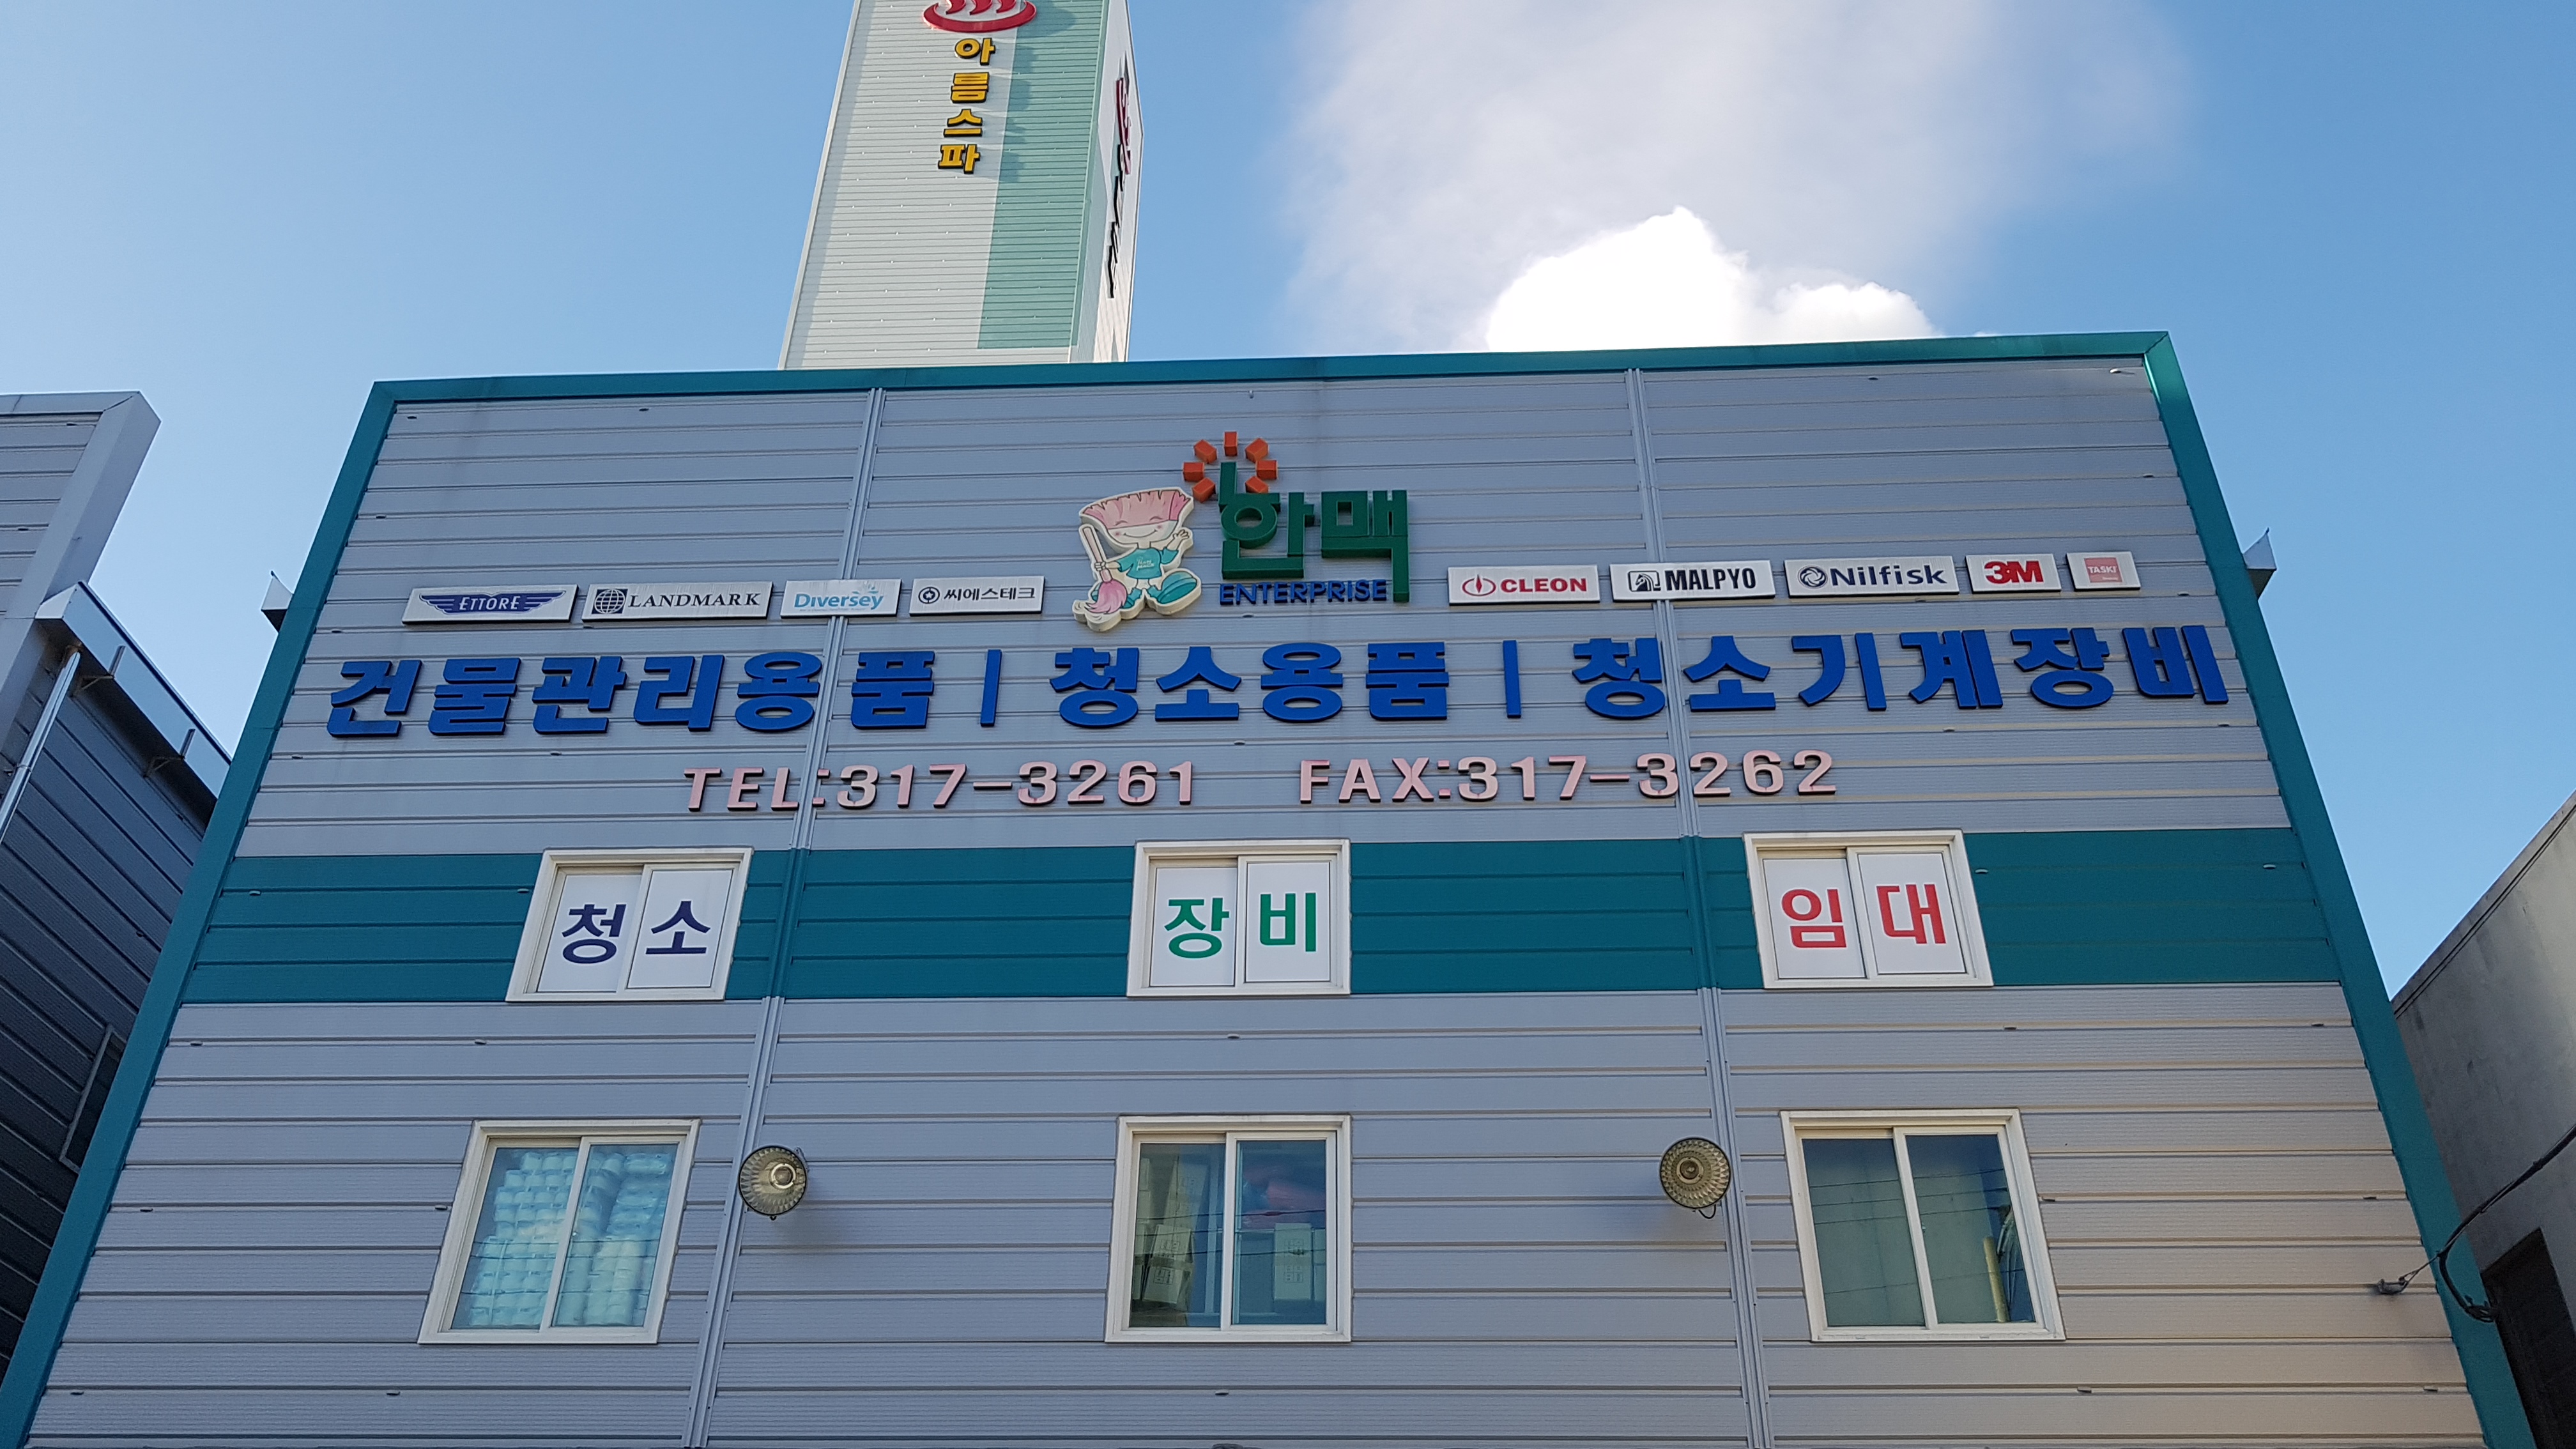 아름스파
한맥
ENTERPRISE
ETTORE LANDMARK Diversey 씨에스테크 CLEON MALPYO Nilfisk 3M TASKI
건물관리용품 | 청소용품 | 청소기계장비
TEL:317-3261 FAX:317-3262
청소 장비 임대